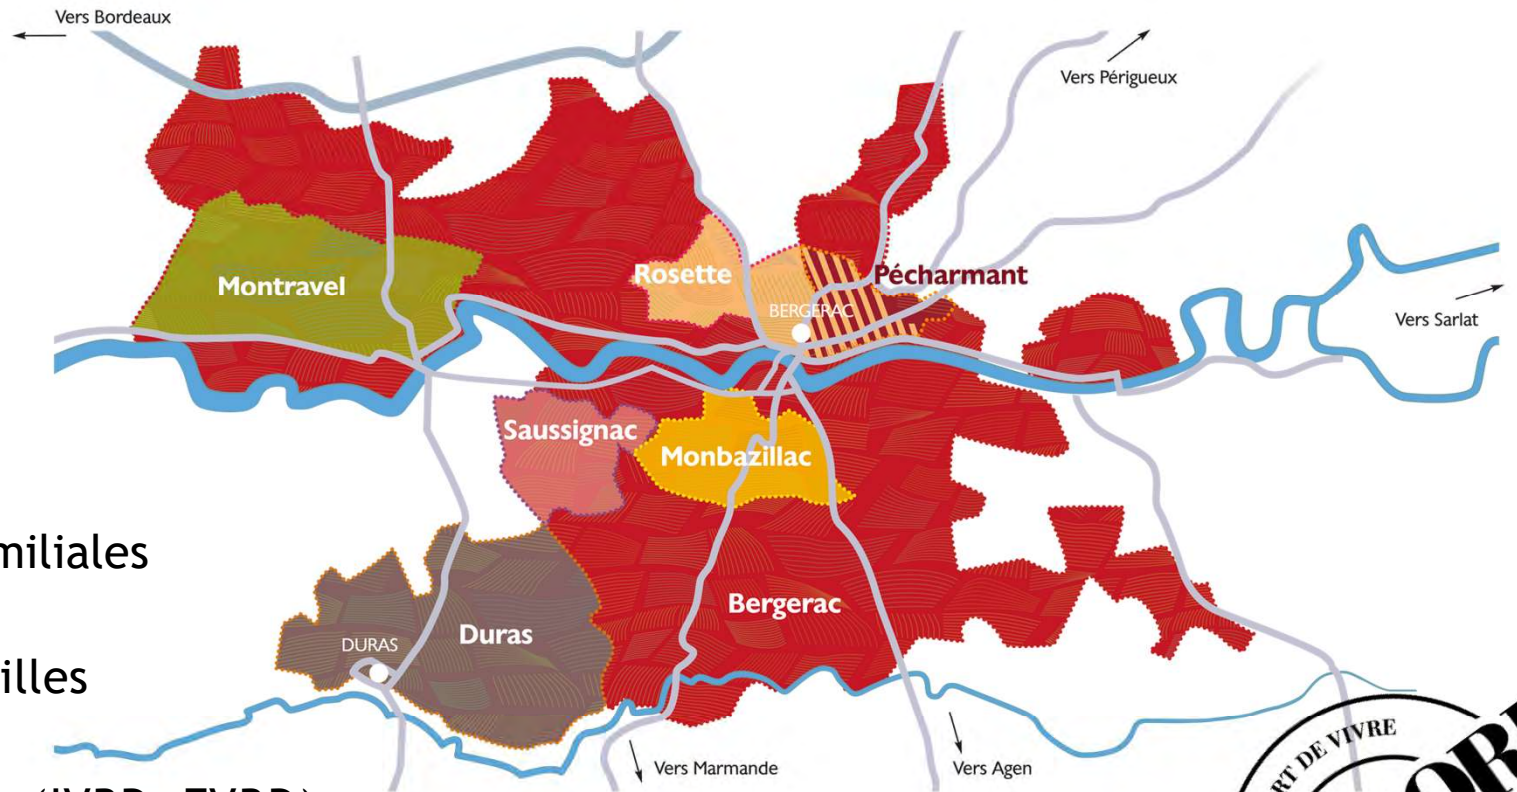 Vers Bordeaux
Vers Périgueux
Montravel
Rosette
Pécharmant
BERGERAC
Vers Sarlat
Saussignac
Monbazillac
miliales
Bergerac
DURAS
Duras
illes
ART DE VIVRE
Vers Marmande
Vers Agen